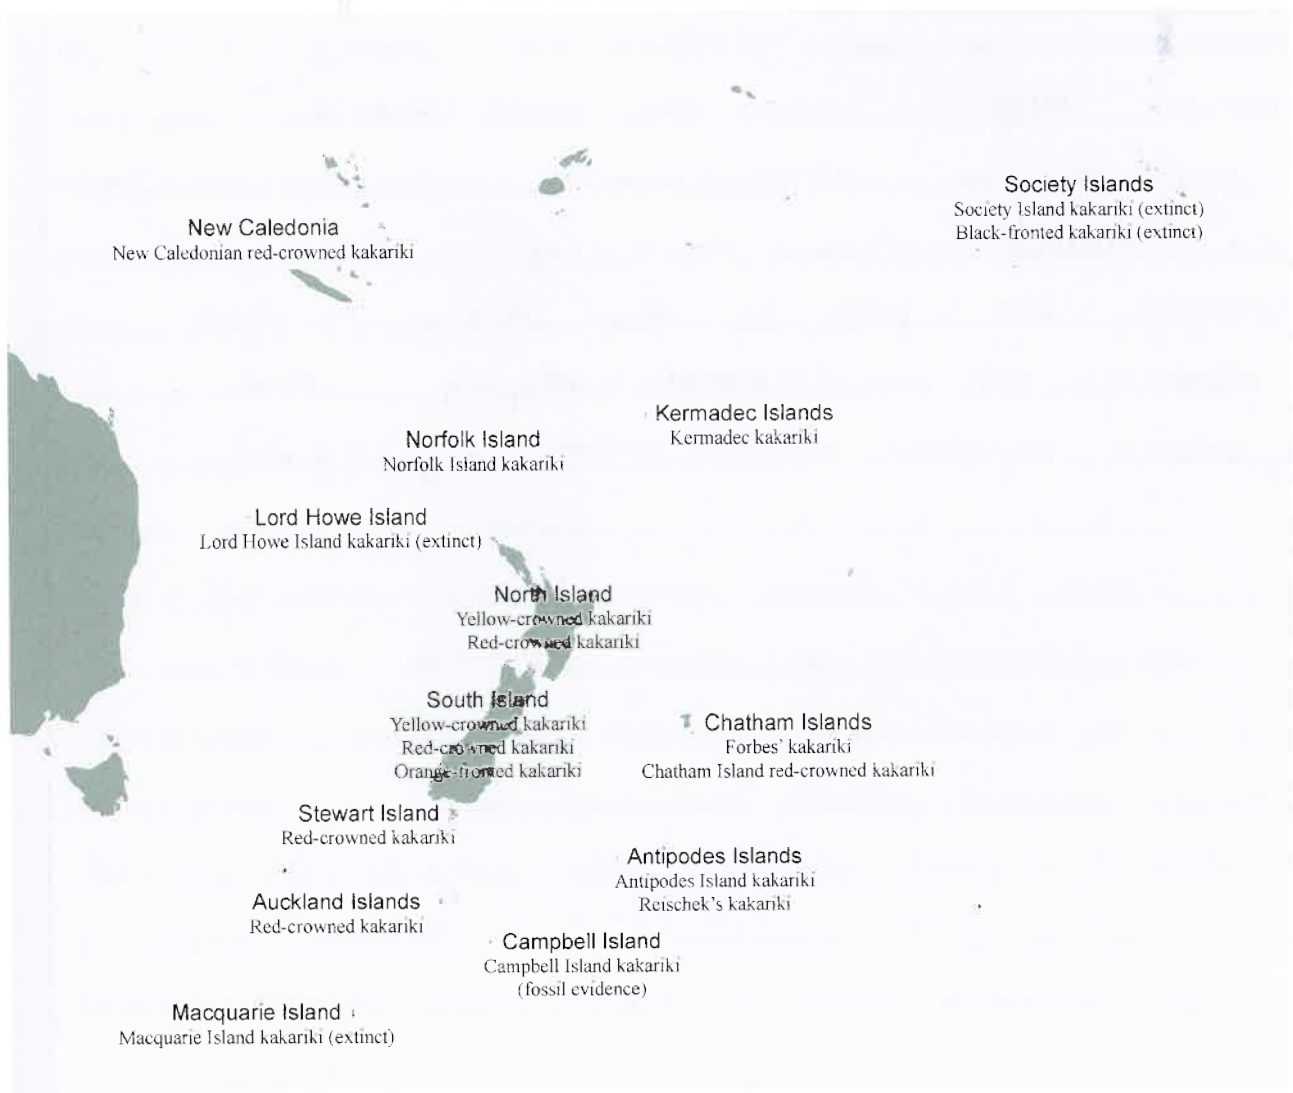 Society Islands
Society Island kakariki (extinct)
Black-fronted kakariki (extinct)
New Caledonia
New Caledonian red-crowned kakariki
Kermadec Islands
Kermadec kakariki
Norfolk Island
Norfolk Island kakariki
Lord Howe Island
Lord Howe Island kakariki (extinct)
North Island
Yellow-crowned kakariki
Red-crowned kakariki
South Island
Yellow-crowned kakariki
Red-crowned kakariki
Orange-fronted kakariki
Chatham Islands
Forbes' kakariki
Chatham Island red-crowned kakariki
Stewart Island
Red-crowned kakariki
Antipodes Islands
Antipodes Island kakariki
Reischek's kakariki
Auckland Islands
Red-crowned kakariki
Campbell Island
Campbell Island kakariki
(fossil evidence)
Macquarie Island
Macquarie Island kakariki (extinct)